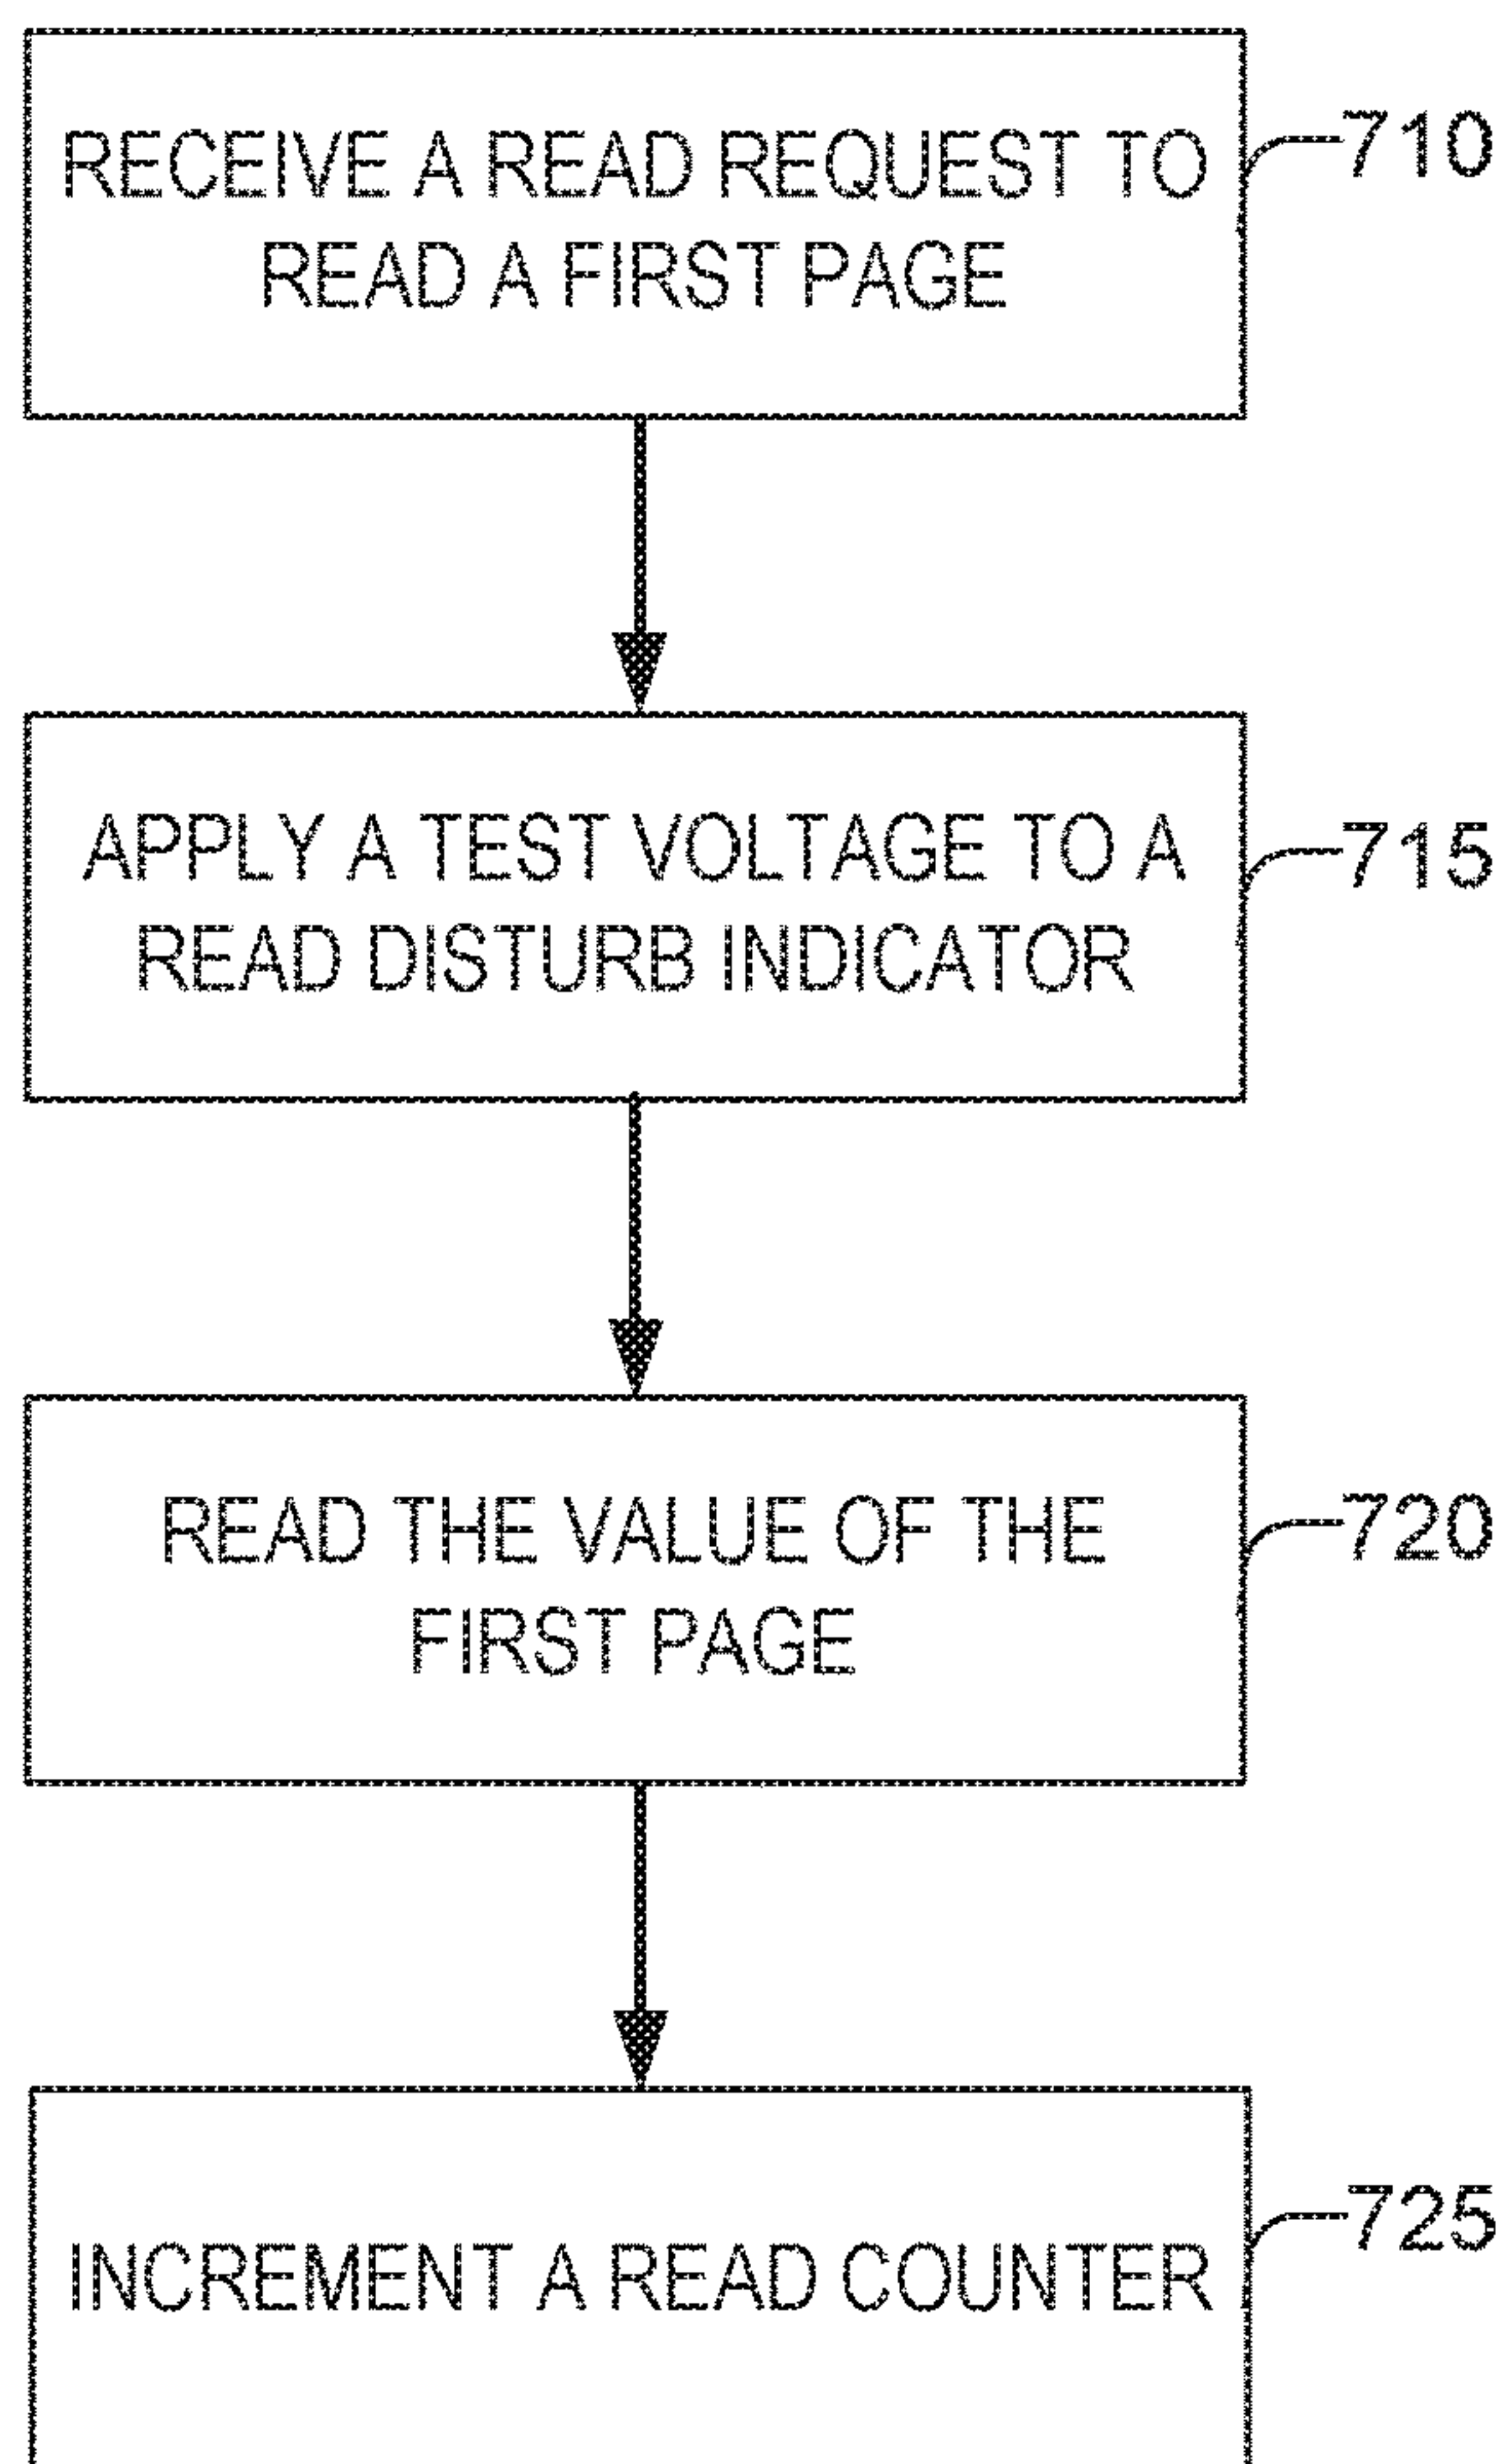 RECEIVE A READ REQUEST TO
READ A FIRST PAGE
710
APPLY A TEST VOLTAGE TO A
READ DISTURB INDICATOR
715
READ THE VALUE OF THE
FIRST PAGE
720
INCREMENT A READ COUNTER
725